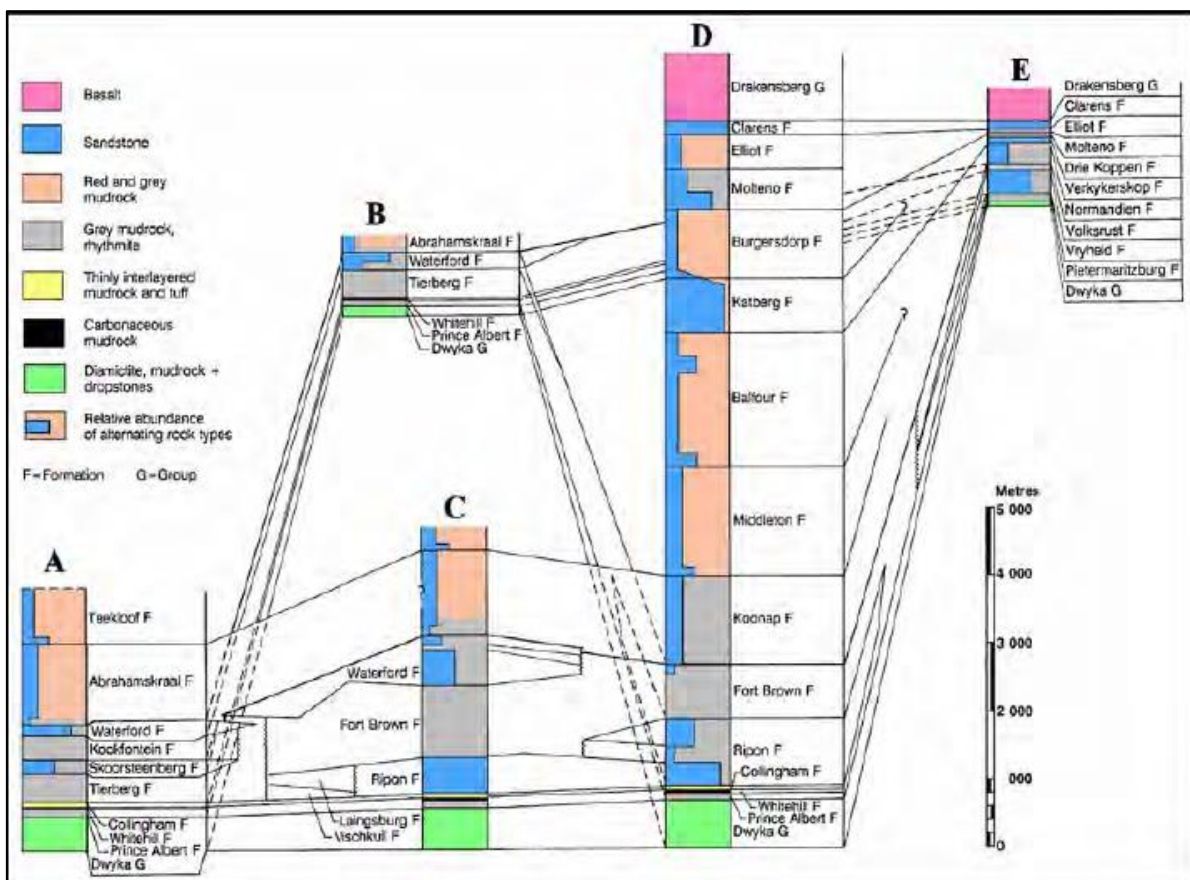 Basalt
Sandstone
Red and grey
mudrock
Grey mudrock,
rhythmite
Thinly interlayered
mudrock and tuff
Carbonaceous
mudrock
Diamictite, mudrock +
dropstones
Relative abundance
of alternating rock types
F=Formation G=Group
A
Teekloof F
Abrahamskraal F
Waterford F
Kookfontein F
Skoorsteenberg F
Tierberg F
Collingham F
Whitehill F
Prince Albert F
Dwyka G
B
Abrahamskraal F
Waterford F
Tierberg F
Whitehill F
Prince Albert F
Dwyka G
C
Waterford F
Fort Brown F
Ripon F
Laingsburg F
Vischkuil F
D
Drakensberg G
Clarens F
Elliot F
Molteno F
Burgersdorp F
Katberg F
Balfour F
Middleton F
Koonap F
Fort Brown F
Ripon F
Collingham F
Whitehill F
Prince Albert F
Dwyka G
?
?
E
Drakensberg G
Clarens F
Elliot F
Molteno F
Drie Koppen F
Verkykerskop F
Normandien F
Volksrust F
Vryheid F
Pietermaritzburg F
Dwyka G
Metres
5 000
4 000
3 000
2 000
000
0